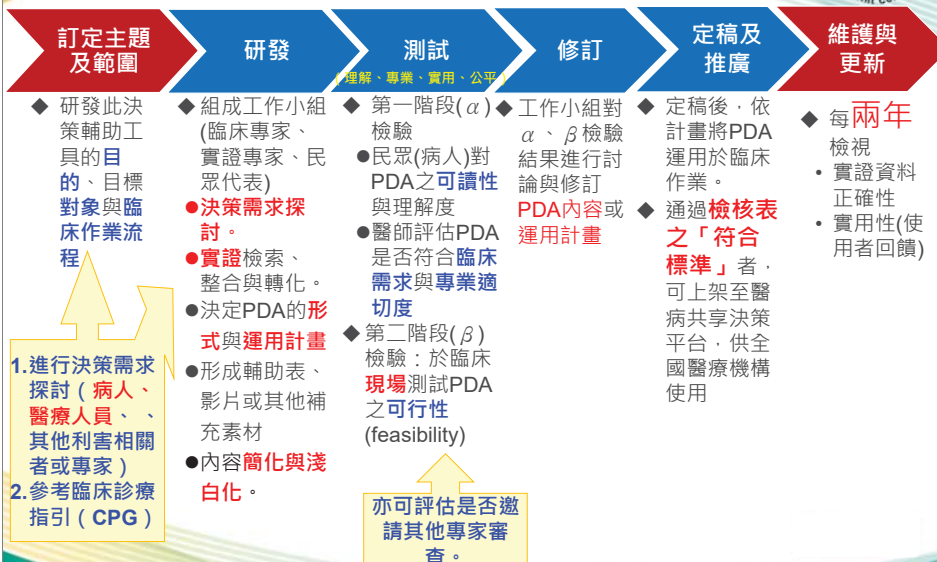 訂定主題
及範圍
研發
測試
(理解、專業、實用、公平)
修訂
定稿及
推廣
維護與
更新
◆ 研發此決
策輔助工
具的目
的、目標
對象與臨
床作業流
程
1.進行決策需求
探討（病人、
醫療人員、、
其他利害相關
者或專家）
2.參考臨床診療
指引（CPG）
◆組成工作小組
(臨床專家、
實證專家、民
眾代表)
●決策需求探
討。
●實證檢索、
整合與轉化。
●決定PDA的形
式與運用計畫
●形成輔助表、
影片或其他補
充素材
●內容簡化與淺
白化。
◆ 第一階段(α)
檢驗
●民眾(病人)對
PDA之可讀性
與理解度
●醫師評估PDA
是否符合臨床
需求與專業適
切度
◆第二階段(β)
檢驗：於臨床
現場測試PDA
之可行性
(feasibility)
亦可評估是否邀
請其他專家審
查。
◆工作小組對
α、β檢驗
結果進行討
論與修訂
PDA內容或
運用計畫
◆ 定稿後，依
計畫將PDA
運用於臨床
作業。
◆ 通過檢核表
之「符合
標準」者，
可上架至醫
病共享決策
平台，供全
國醫療機構
使用
◆ 每兩年
檢視
• 實證資料
正確性
• 實用性(使
用者回饋)